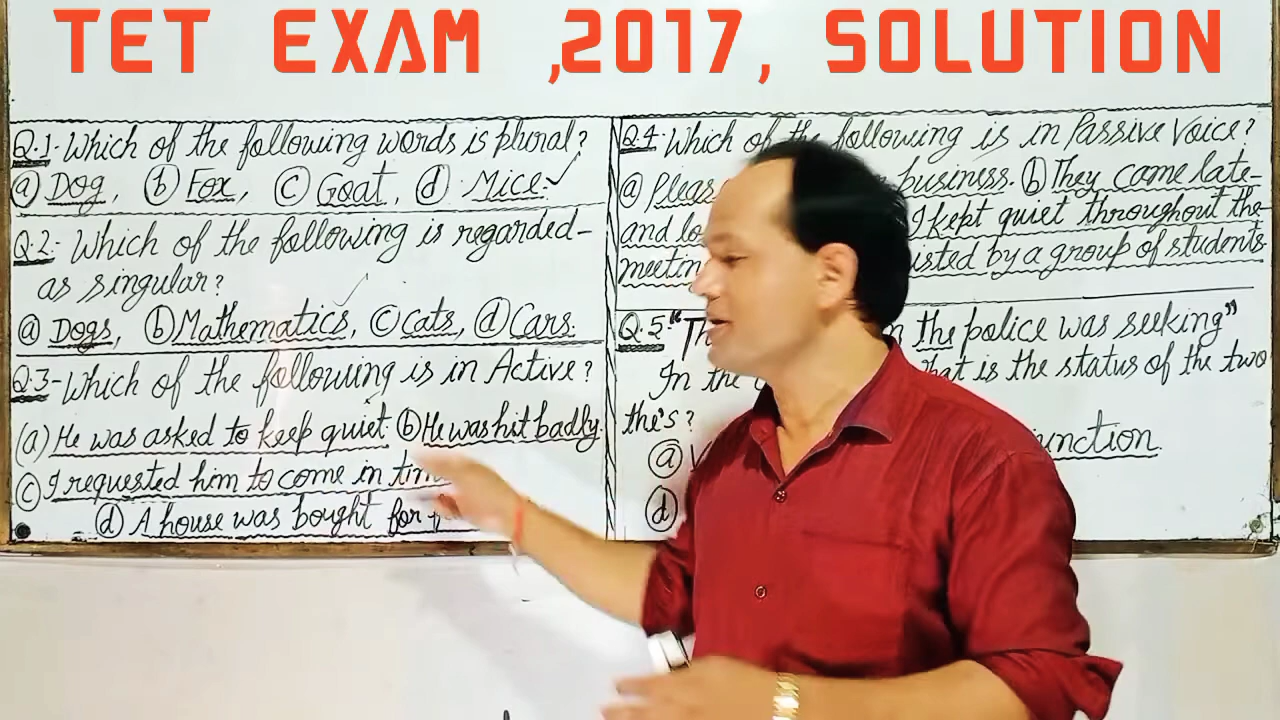 TET EXAM ,2017, SOLUTION
Q.1- Which of the following words is plural?
(a) Dog, (b) Fox, (c) Goat, (d) Mice.
Q.2- Which of the following is regarded-
as singular?
(a) Dogs, (b) Mathematics, (c) Cats, (d) Cars.
Q.3- Which of the following is in Active?
(a) He was asked to keep quiet (b) He was hit badly.
(c) I requested him to come in
(d) A house was bought for
Q.4- Which of the following is in Passive Voice?
(a) business. (b) They came late-
and I kept quiet throughout the
by a group of students
Q.5- " the police was seeking"
In the is the status of the two
the's?
(a)
(d)